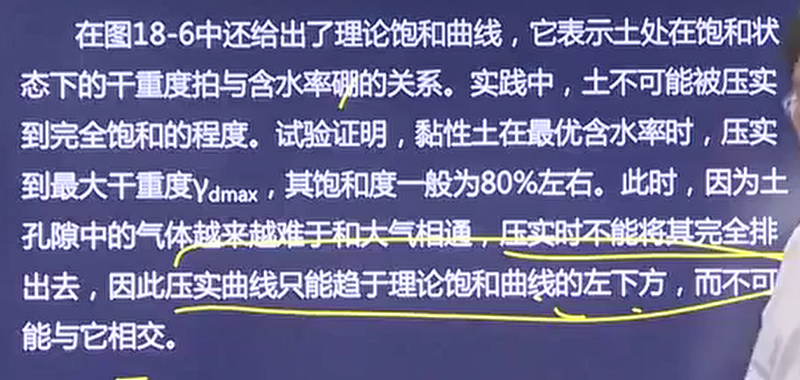 在图18-6中还给出了理论饱和曲线，它表示土处在饱和状
态下的干重度拍与含水率硼的关系。实践中，土不可能被压实
到完全饱和的程度。试验证明，黏性土在最优含水率时，压实
到最大干重度γdmax，其饱和度一般为80%左右。此时，因为土
孔隙中的气体越来越难于和大气相通，压实时不能将其完全排
出去，因此压实曲线只能趋于理论饱和曲线的左下方，而不可
能与它相交。